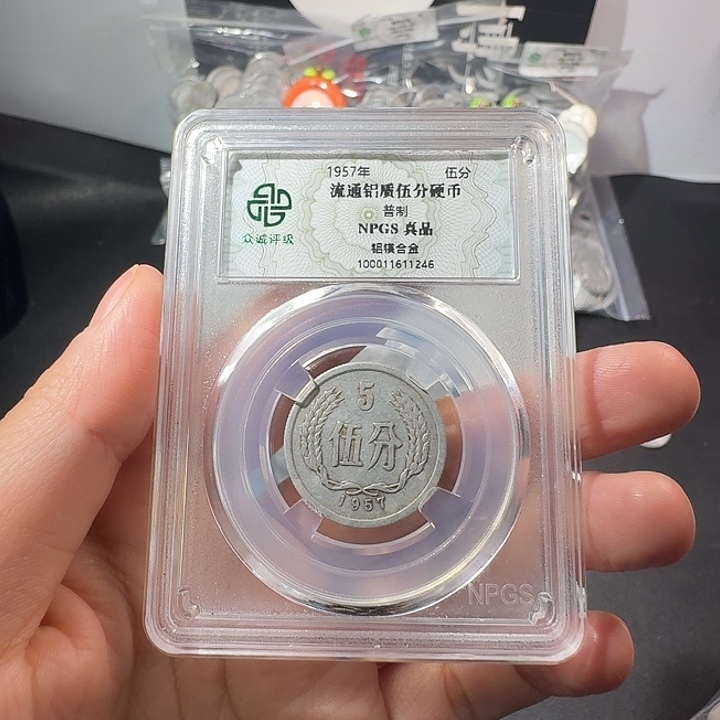 1957年 伍分
流通铝质伍分硬币
普制
NPGS 真品
铝镁合金
100011611246
众诚评级
5
伍分
1957
NPGS